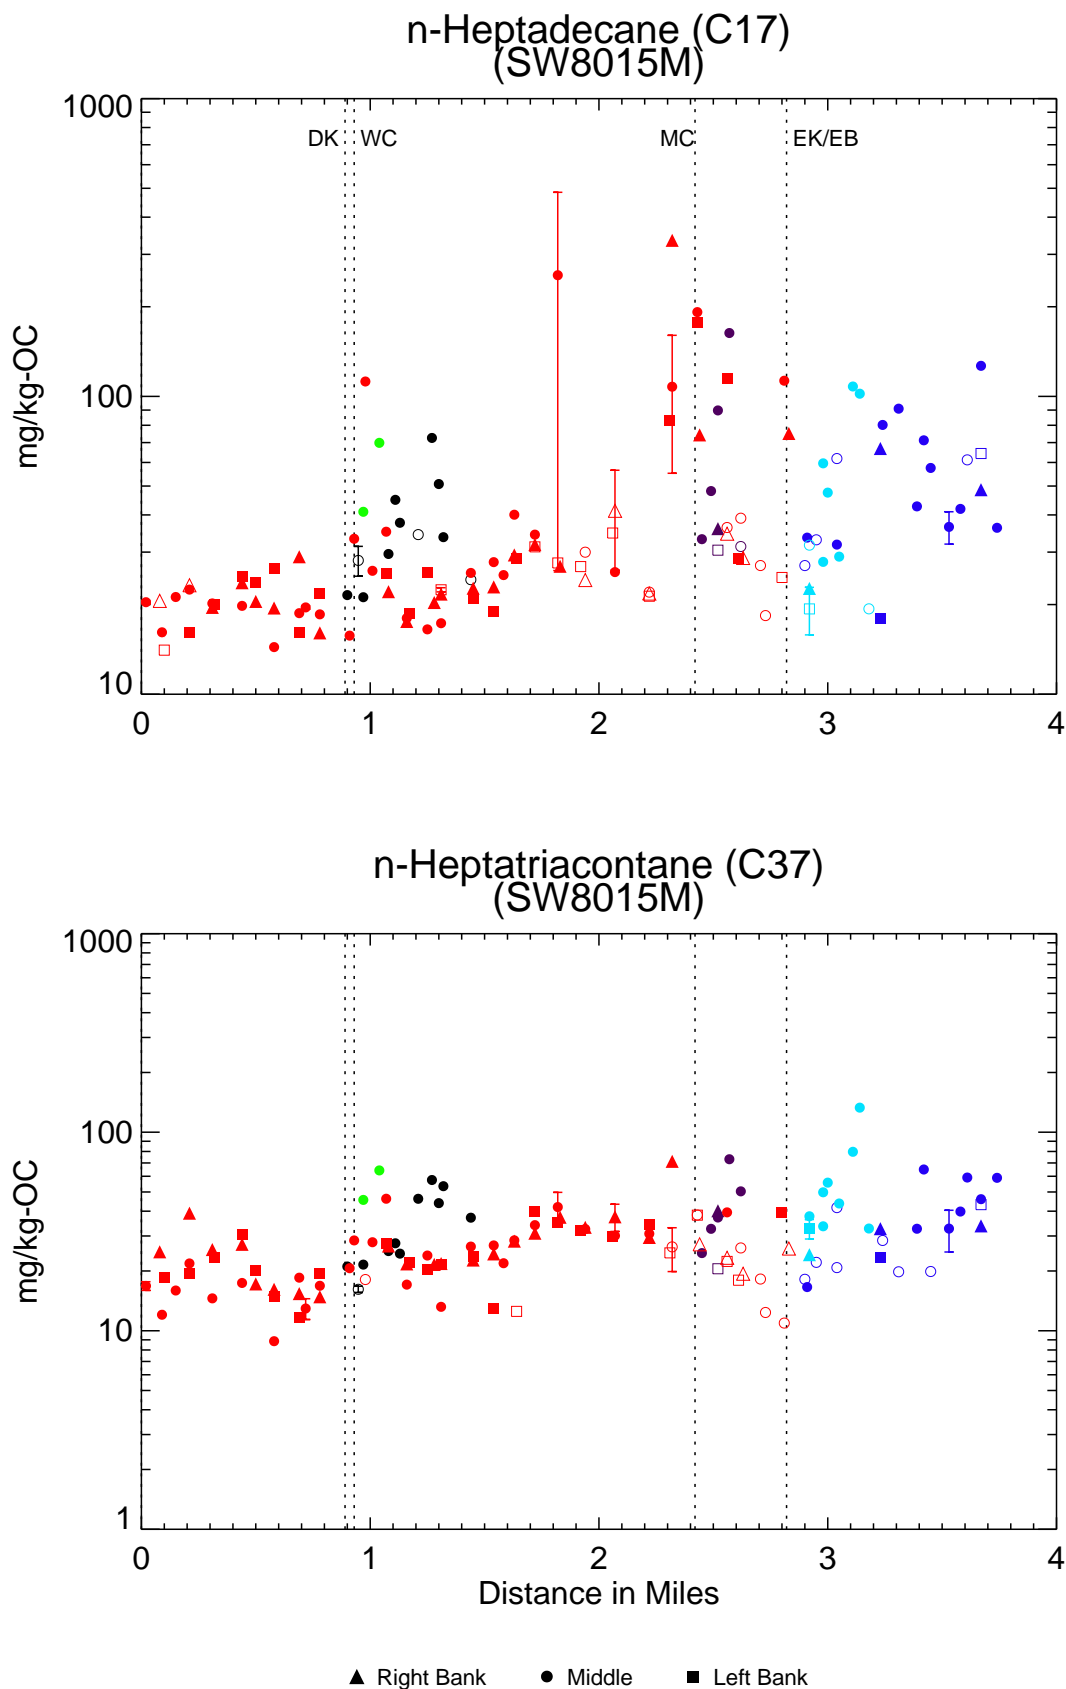 n-Heptadecane (C17)
(SW8015M)
1000
DK WC MC EK/EB
100
mg/kg-OC
10
0 1 2 3 4
n-Heptatriacontane (C37)
(SW8015M)
1000
100
mg/kg-OC
10
1
0 1 2 3 4
Distance in Miles
Right Bank Middle Left Bank